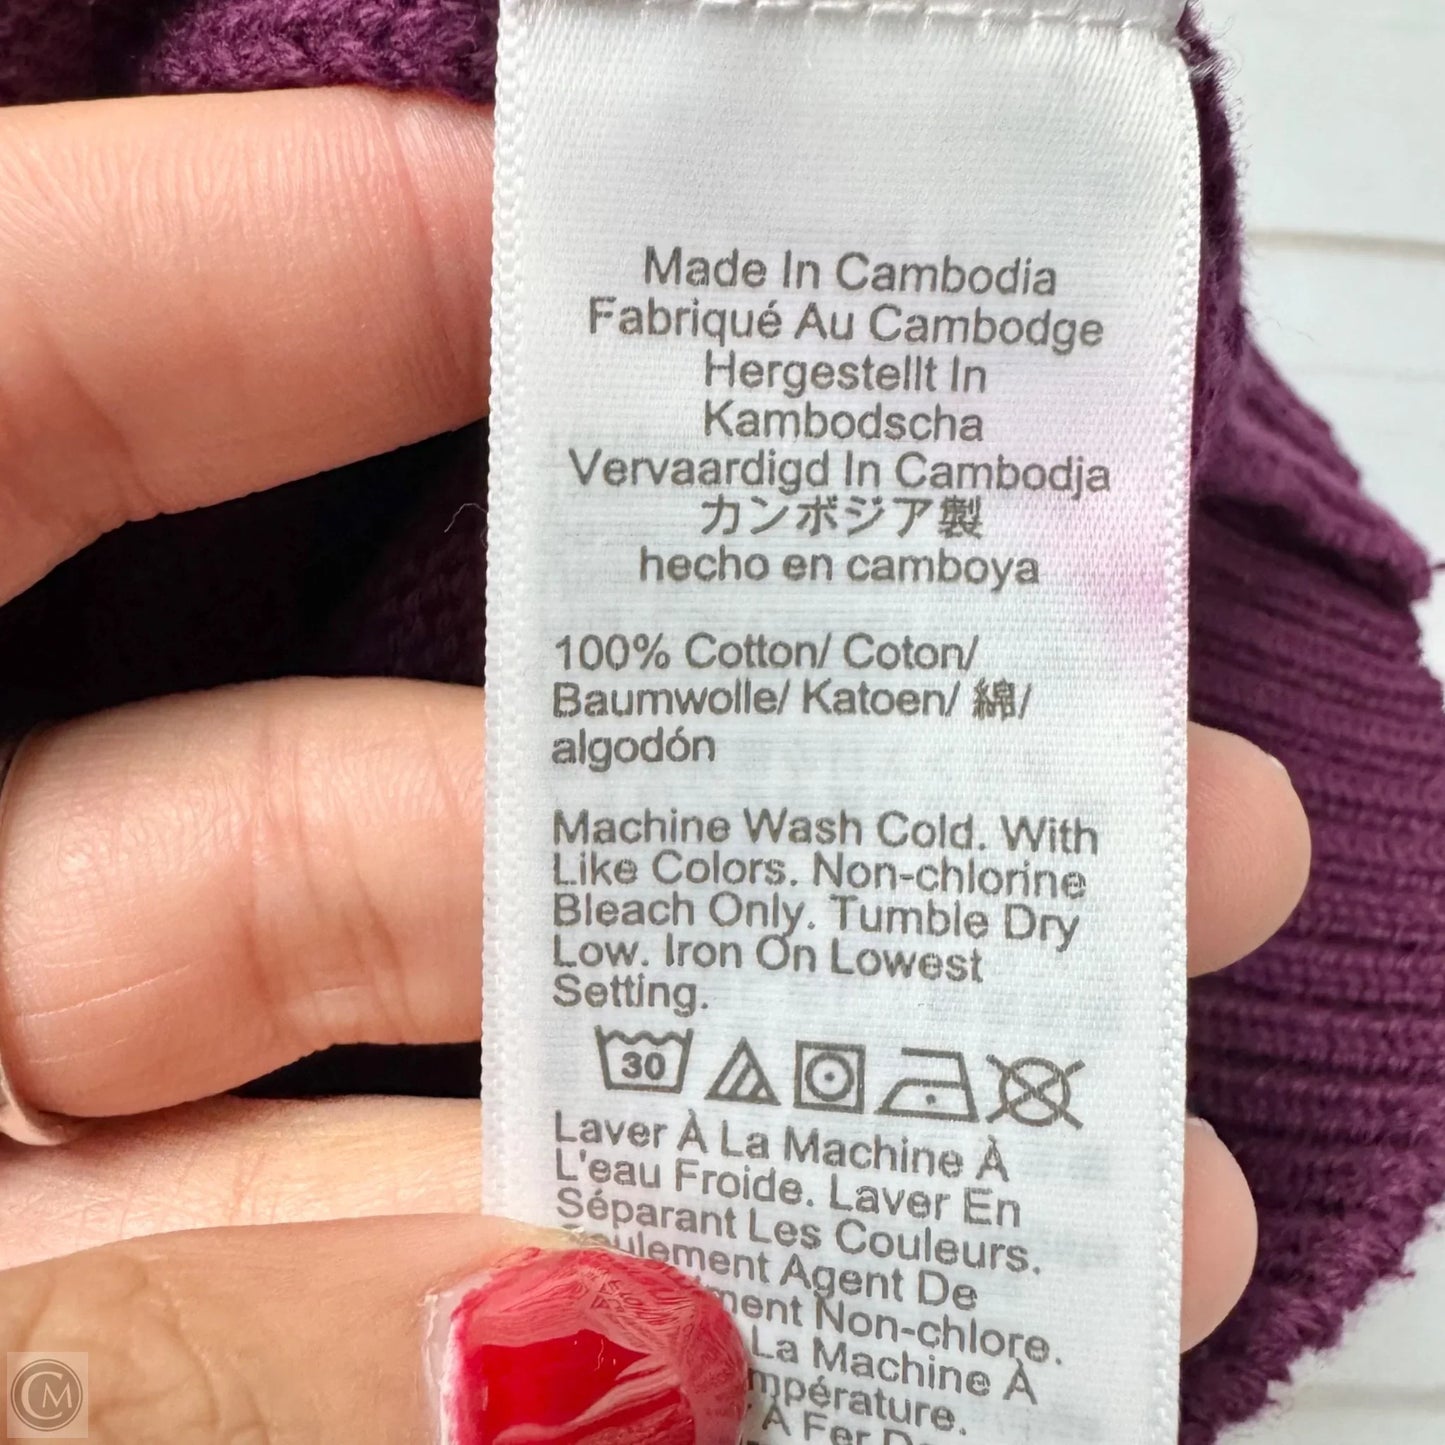 Made In Cambodia
Fabriqué Au Cambodge
Hergestellt In
Kambodscha
Vervaardigd In Cambodja
カンボジア製
hecho en camboya
100% Cotton/ Coton/
Baumwolle/ Katoen/ 綿/
algodón
Machine Wash Cold. With
Like Colors. Non-chlorine
Bleach Only. Tumble Dry
Low. Iron On Lowest
Setting.
30
Laver À La Machine À
L'eau Froide. Laver En
Séparant Les Couleurs.
Agent De
Non-chlore.
La Machine À
À Fer
CM